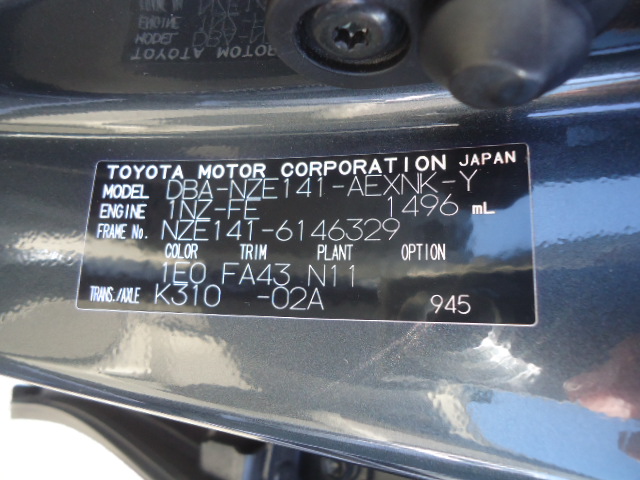 TOYOTA MOTOR CORPORATION JAPAN
MODEL DBA-NZE141-AEXNK-Y
ENGINE 1NZ-FE 1496 mL
FRAME No. NZE141-6146329
COLOR TRIM PLANT OPTION
1E0 FA43 N11
TRANS./AXLE K310 -02A 945